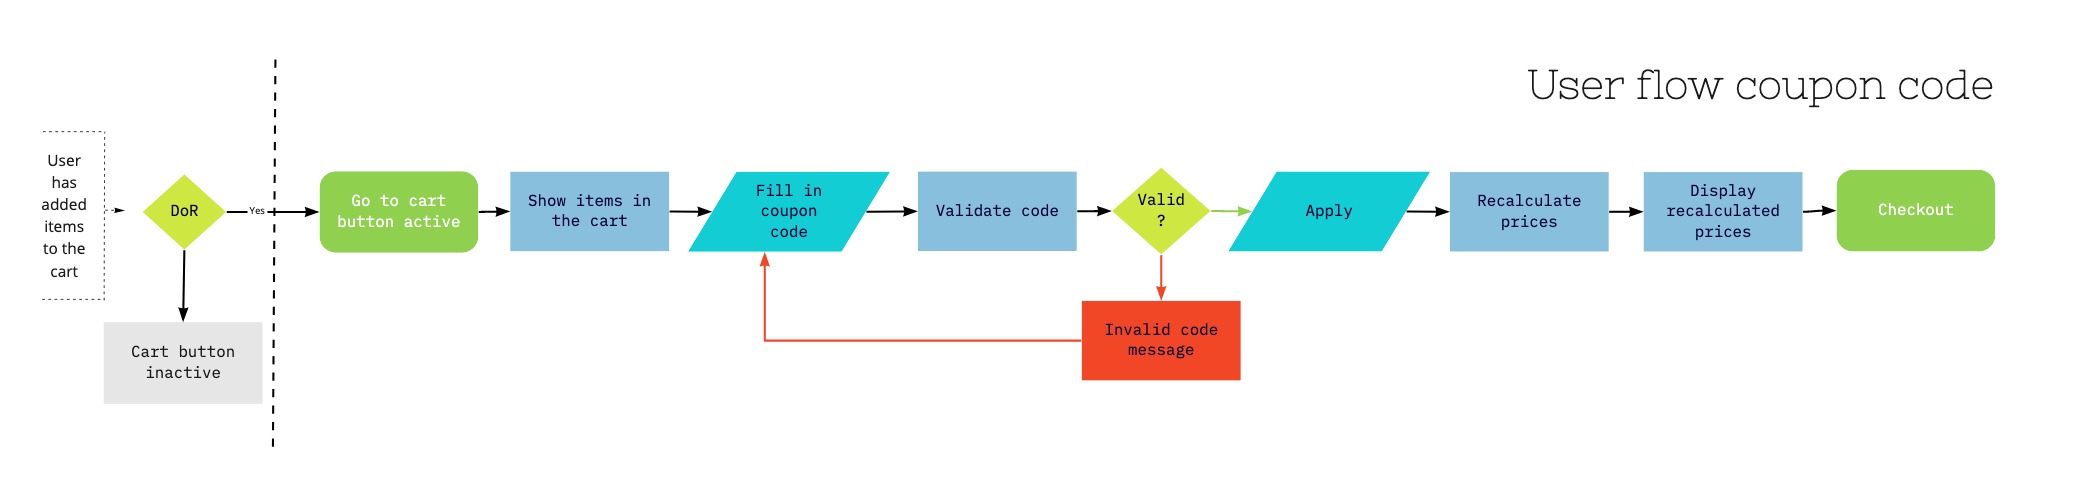 User flow coupon code
User
has
added
items
to the
cart
DoR
Yes
Cart button
inactive
Go to cart
button active
Show items in
the cart
Fill in
coupon
code
Validate code
Valid
?
Invalid code
message
Apply
Recalculate
prices
Display
recalculated
prices
Checkout